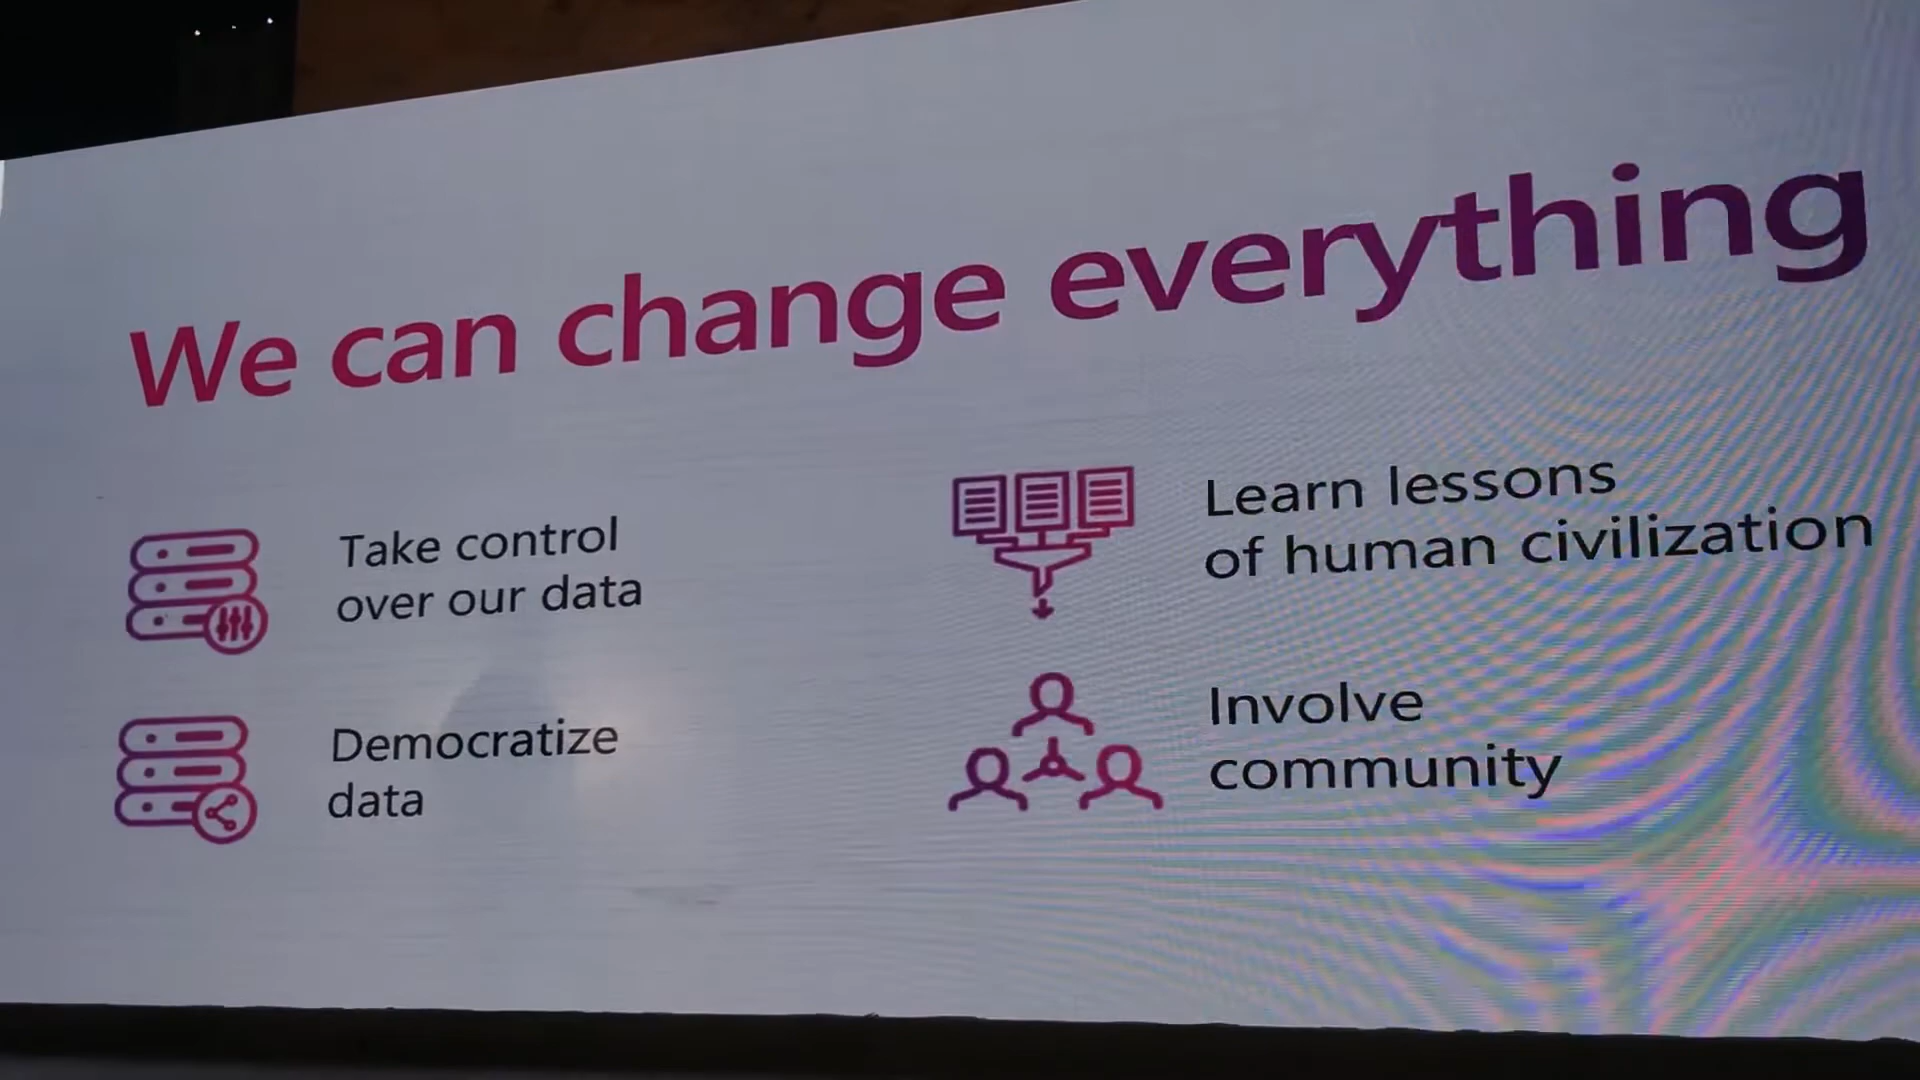 We can change everything
Take control
over our data
Democratize
data
Learn lessons
of human civilization
Involve
community